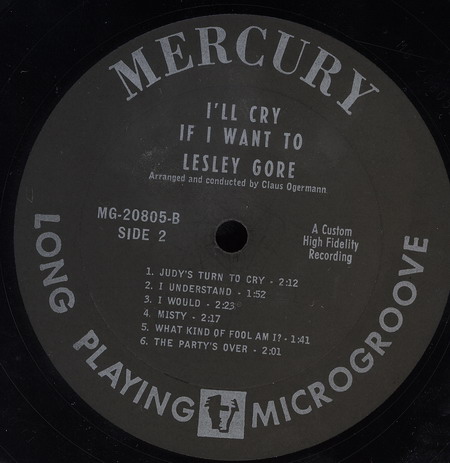 MERCURY
I'LL CRY
IF I WANT TO
LESLEY GORE
Arranged and conducted by Claus Ogermann
MG-20805-B
SIDE 2
A Custom
High Fidelity
Recording
1. JUDY'S TURN TO CRY - 2:12
2. I UNDERSTAND - 1:52
3. I WOULD - 2:23
4. MISTY - 2:17
5. WHAT KIND OF FOOL AM I? - 1:41
6. THE PARTY'S OVER - 2:01
LONG PLAYING MICROGROOVE